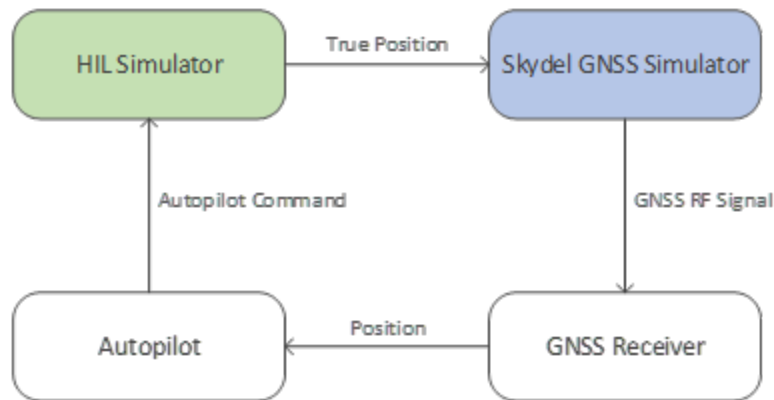 HIL Simulator
True Position
Skydel GNSS Simulator
Autopilot Command
GNSS RF Signal
Autopilot
Position
GNSS Receiver